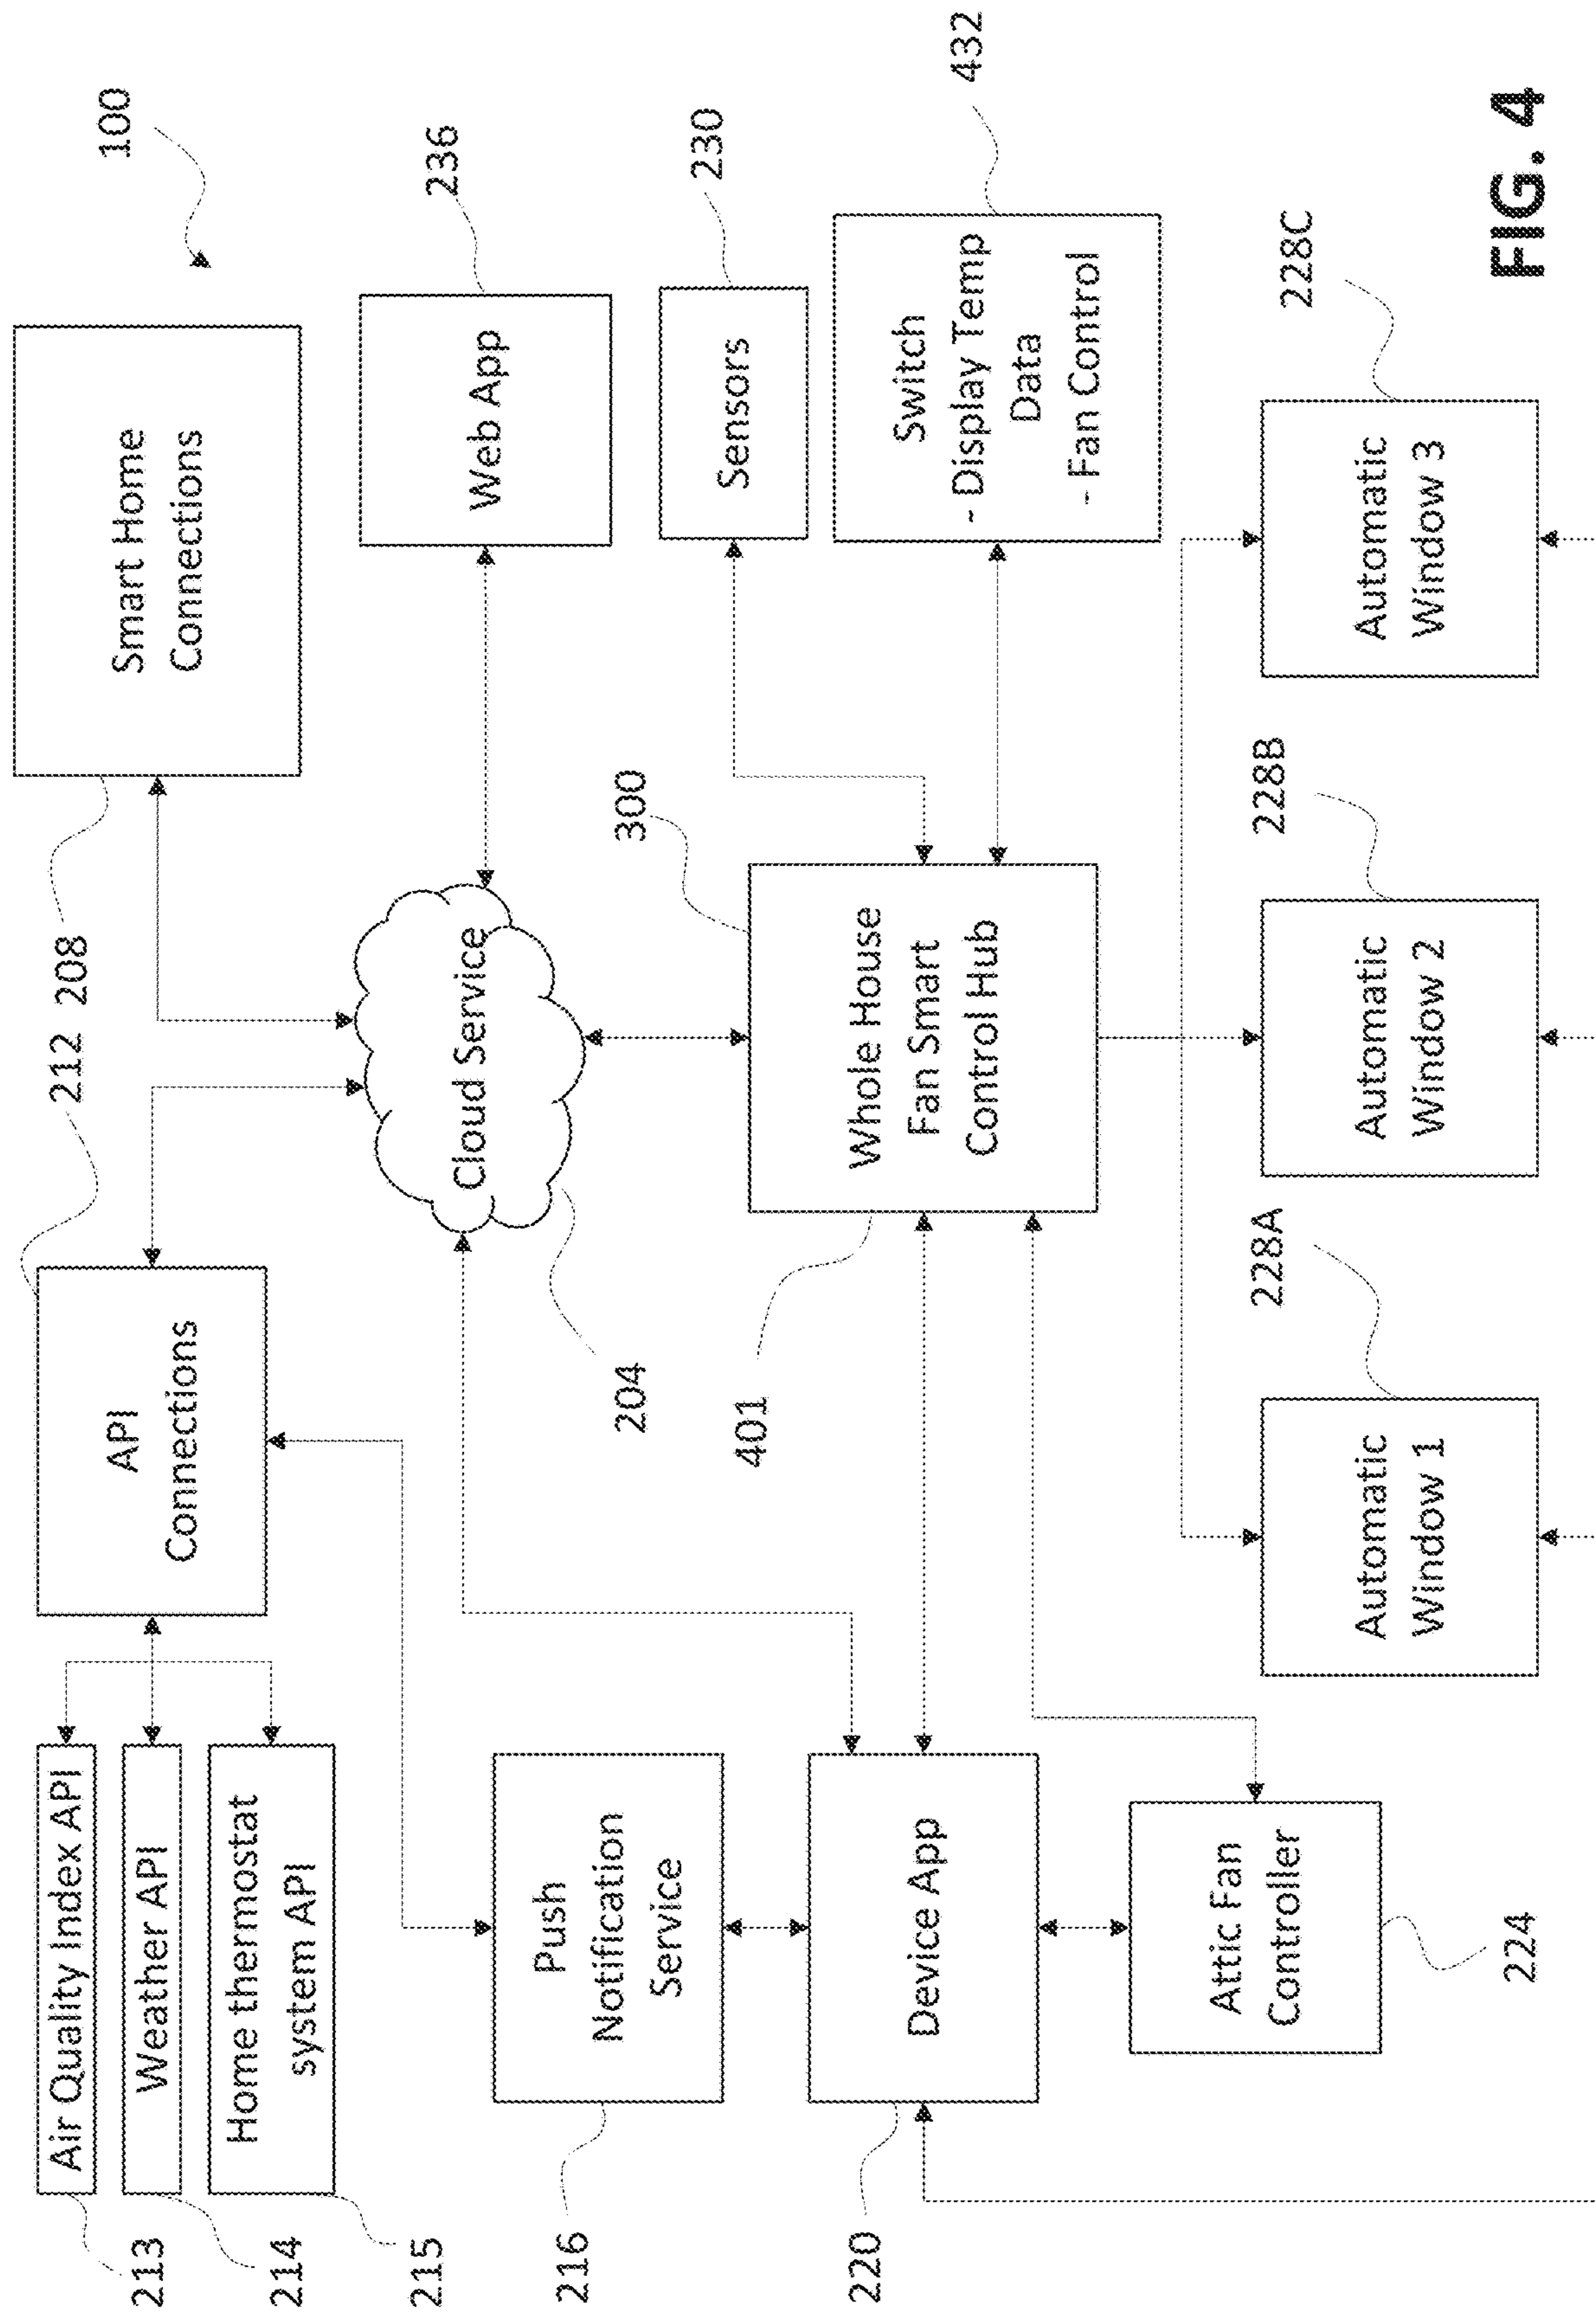 100
Smart Home
Connections
208
212
API
Connections
Air Quality Index API
Weather API
Home thermostat
system API
213
214
215
Web App
236
Cloud Service
204
Push
Notification
Service
216
Sensors
230
Switch
- Display Temp
Data
- Fan Control
432
300
Whole House
Fan Smart
Control Hub
401
Device App
220
Attic Fan
Controller
224
Automatic
Window 1
228A
Automatic
Window 2
228B
Automatic
Window 3
228C
FIG. 4